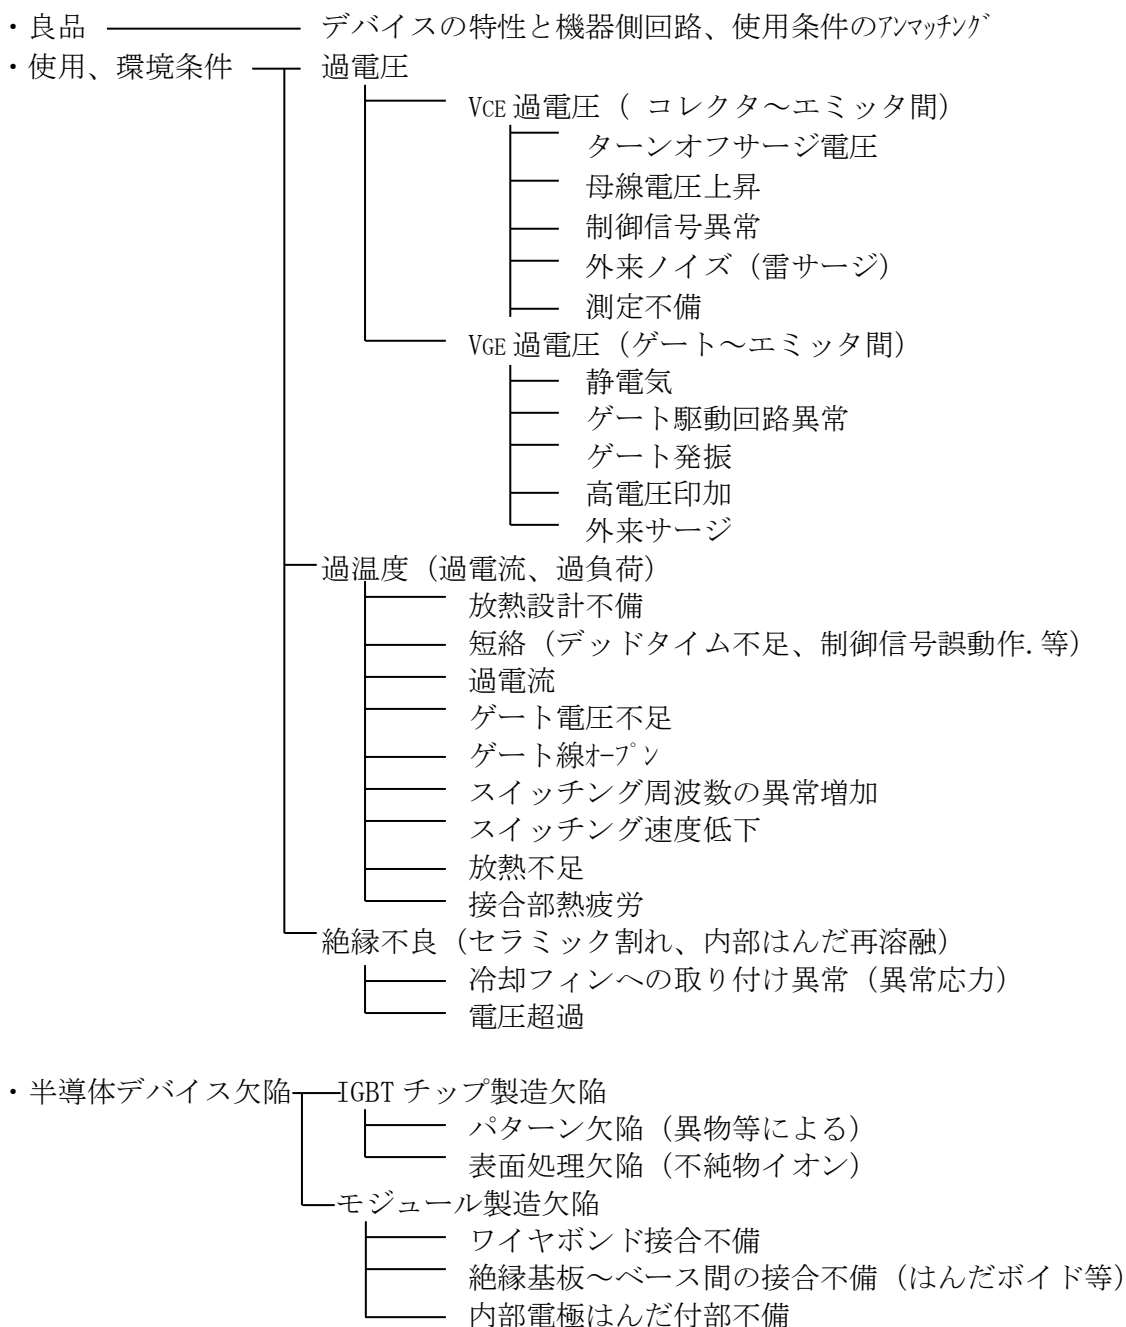 ・良品 デバイスの特性と機器側回路、使用条件のｱﾝﾏｯﾁﾝｸﾞ
・使用、環境条件 過電圧
VCE過電圧（ コレクタ～エミッタ間）
ターンオフサージ電圧
母線電圧上昇
制御信号異常
外来ノイズ（雷サージ）
測定不備
VGE過電圧（ゲート～エミッタ間）
静電気
ゲート駆動回路異常
ゲート発振
高電圧印加
外来サージ
過温度（過電流、過負荷）
放熱設計不備
短絡（デッドタイム不足、制御信号誤動作.等）
過電流
ゲート電圧不足
ゲート線ｵｰﾌﾟﾝ
スイッチング周波数の異常増加
スイッチング速度低下
放熱不足
接合部熱疲労
絶縁不良（セラミック割れ、内部はんだ再溶融）
冷却フィンへの取り付け異常（異常応力）
電圧超過
・半導体デバイス欠陥 IGBTチップ製造欠陥
パターン欠陥（異物等による）
表面処理欠陥（不純物イオン）
モジュール製造欠陥
ワイヤボンド接合不備
絶縁基板～ベース間の接合不備（はんだボイド等）
内部電極はんだ付部不備